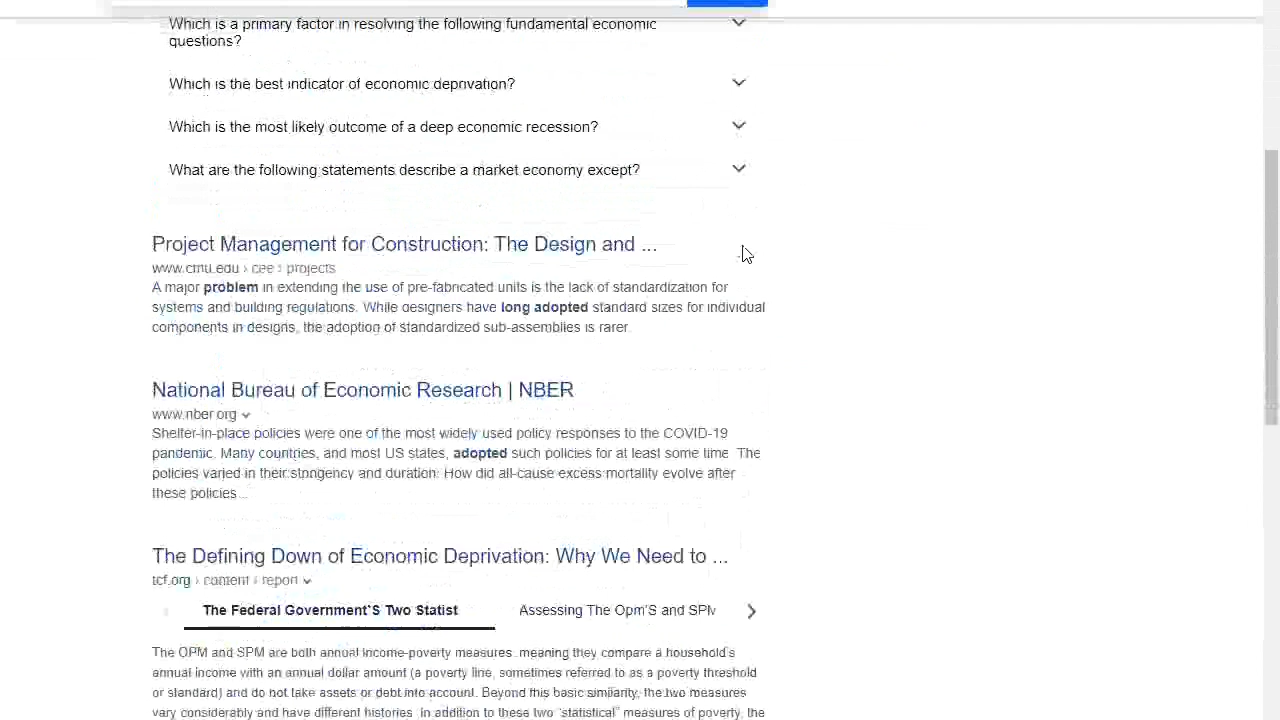 Which is a primary factor in resolving the following fundamental economic
questions?
Which is the best indicator of economic deprivation?
Which is the most likely outcome of a deep economic recession?
What are the following statements describe a market economy except?
Project Management for Construction: The Design and ...
www.cmu.edu › cee › projects
A major problem in extending the use of pre-fabricated units is the lack of standardization for
systems and building regulations. While designers have long adopted standard sizes for individual
components in designs, the adoption of standardized sub-assemblies is rarer.
National Bureau of Economic Research | NBER
www.nber.org
Shelter-in-place policies were one of the most widely used policy responses to the COVID-19
pandemic. Many countries, and most US states, adopted such policies for at least some time. The
policies varied in their stringency and duration. How did all-cause excess mortality evolve after
these policies ...
The Defining Down of Economic Deprivation: Why We Need to ...
tcf.org › content › report
The Federal Government'S Two Statist
Assessing The Opm'S and SPM
The OPM and SPM are both annual income-poverty measures, meaning they compare a household's
annual income with an annual dollar amount (a poverty line, sometimes referred to as a poverty threshold
or standard) and do not take assets or debt into account. Beyond this basic similarity, the two measures
vary considerably and have different histories. In addition to these two "statistical" measures of poverty, the